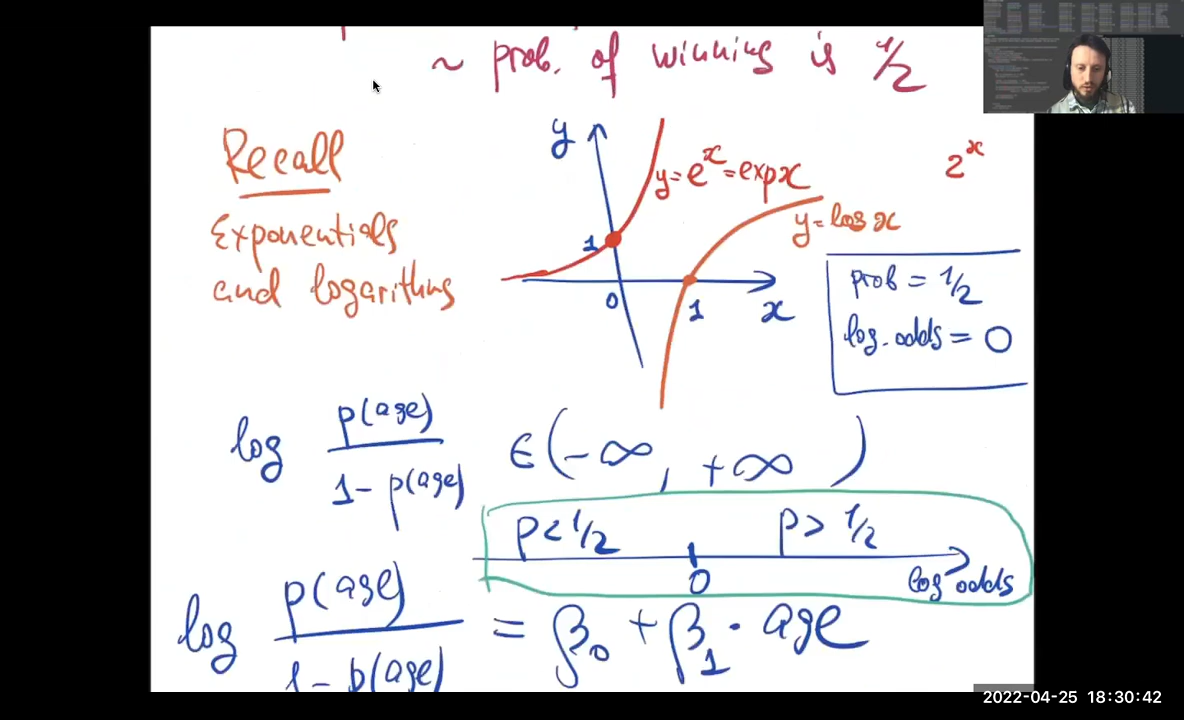 ~ prob. of winning is 1/2
Recall
Exponentials
and logarithms
y
y=e^x=exp x
2^x
y=log x
1
0
1
x
prob = 1/2
log-odds = 0
log p(age)/1-p(age) ∈ (-∞, +∞)
p<1/2
p>1/2
0
log odds
log p(age)/1-p(age) = β0 + β1 · age
2022-04-25 18:30:42